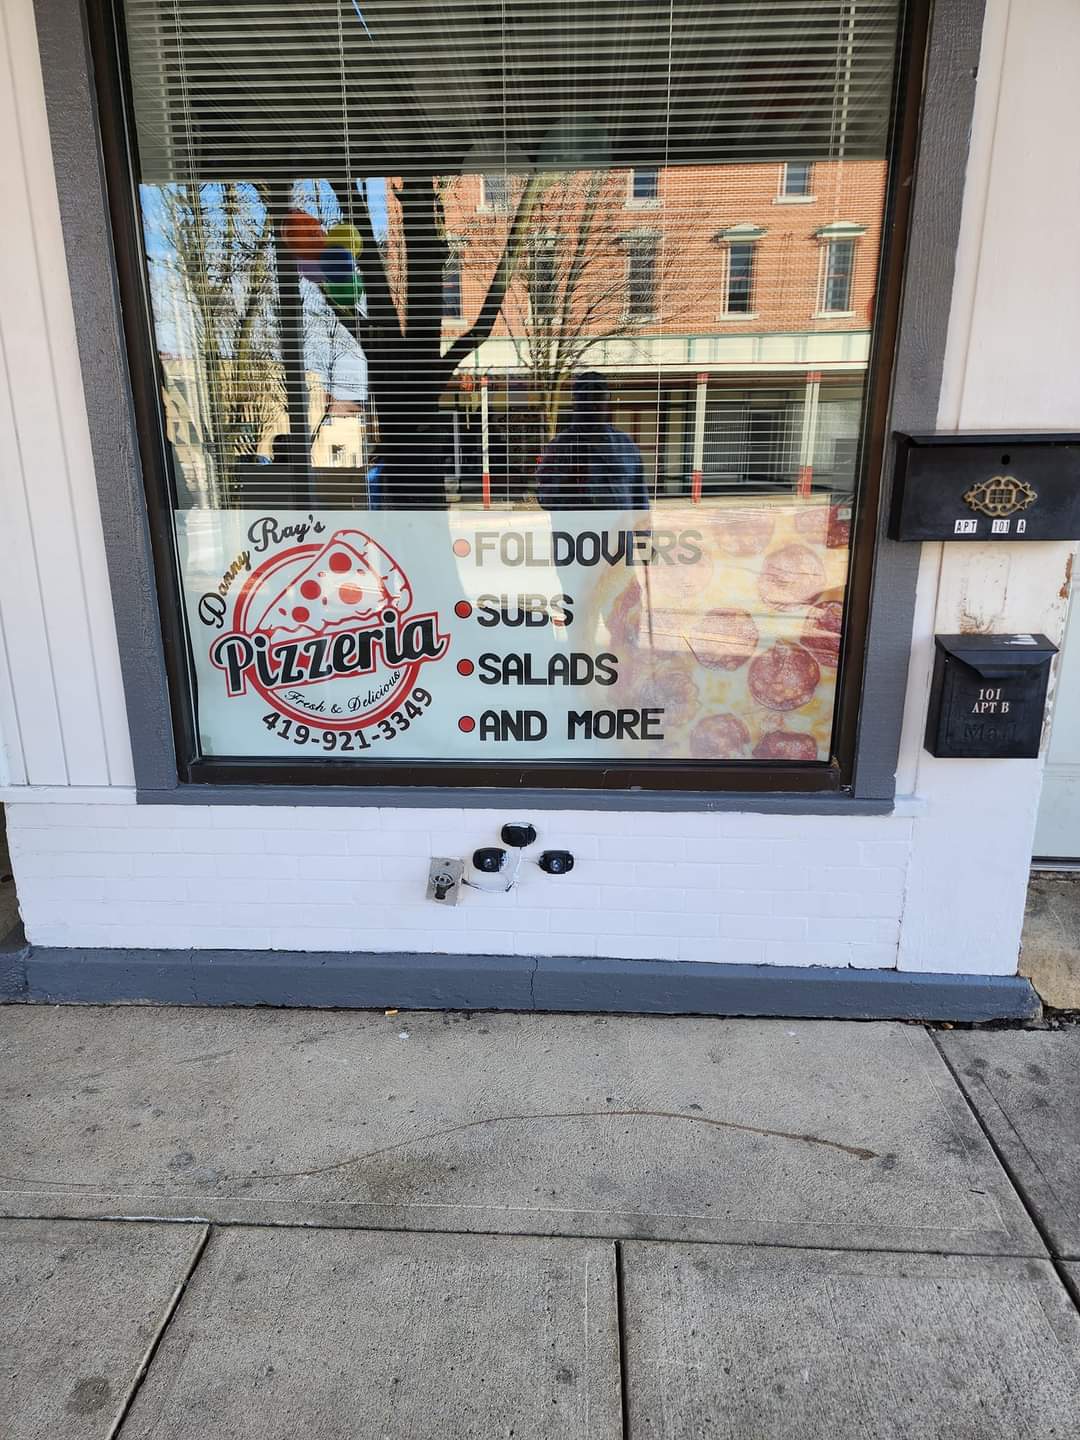 Danny Ray's
Pizzeria
Fresh & Delicious
419-921-3349
•FOLDOVERS
•SUBS
•SALADS
•AND MORE
APT 101 A
101
APT B
Mail